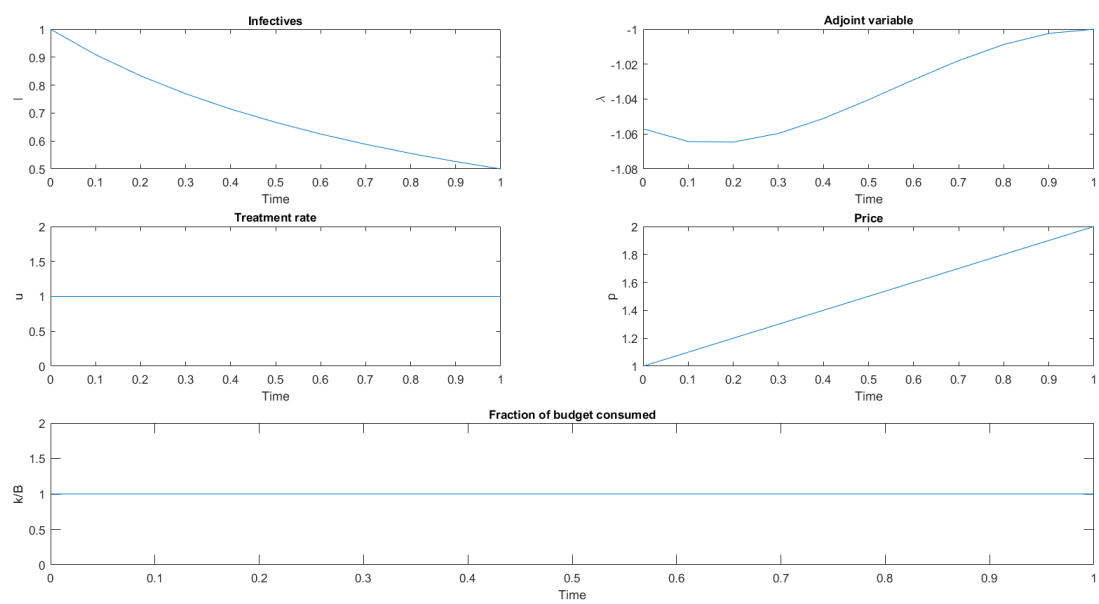 Infectives
1
0.9
0.8
0.7
0.6
0.5
I
0 0.1 0.2 0.3 0.4 0.5 0.6 0.7 0.8 0.9 1
Time
Adjoint variable
-1
-1.02
-1.04
-1.06
-1.08
λ
0 0.1 0.2 0.3 0.4 0.5 0.6 0.7 0.8 0.9 1
Time
Treatment rate
2
1.5
1
0.5
0
u
0 0.1 0.2 0.3 0.4 0.5 0.6 0.7 0.8 0.9 1
Time
Price
2
1.8
1.6
1.4
1.2
1
p
0 0.1 0.2 0.3 0.4 0.5 0.6 0.7 0.8 0.9 1
Time
Fraction of budget consumed
2
1.5
1
0.5
0
k/B
0 0.1 0.2 0.3 0.4 0.5 0.6 0.7 0.8 0.9 1
Time